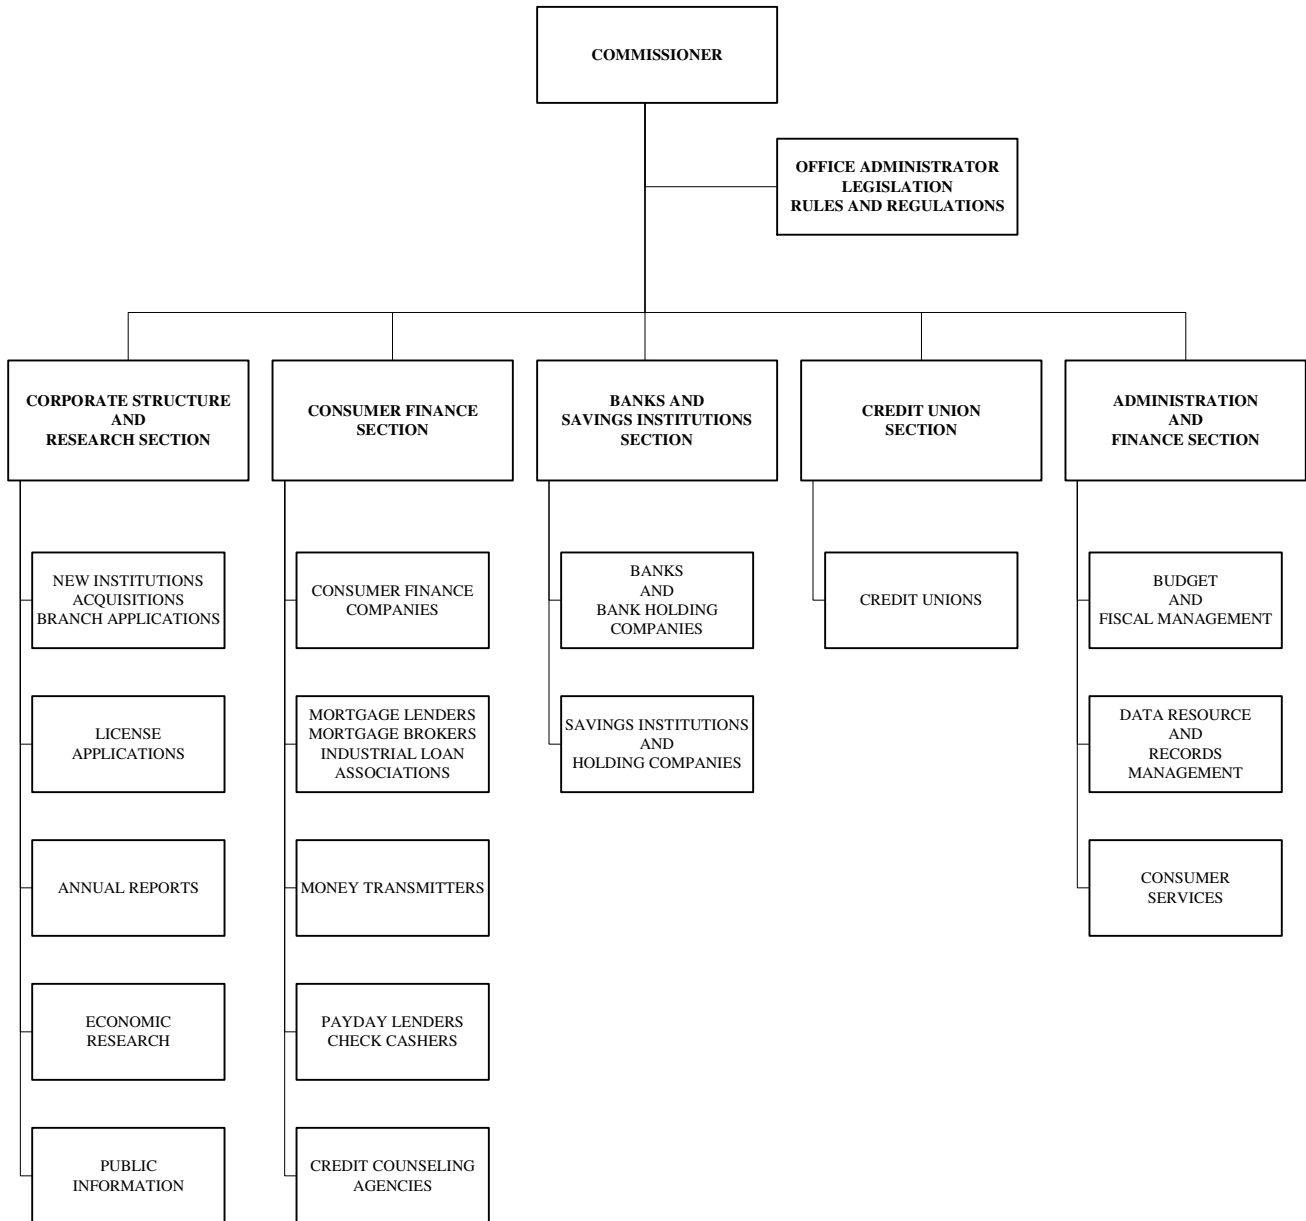 COMMISSIONER
OFFICE ADMINISTRATOR
LEGISLATION
RULES AND REGULATIONS
CORPORATE STRUCTURE
AND
RESEARCH SECTION
CONSUMER FINANCE
SECTION
BANKS AND
SAVINGS INSTITUTIONS
SECTION
CREDIT UNION
SECTION
ADMINISTRATION
AND
FINANCE SECTION
NEW INSTITUTIONS
ACQUISITIONS
BRANCH APPLICATIONS
CONSUMER FINANCE
COMPANIES
BANKS
AND
BANK HOLDING
COMPANIES
CREDIT UNIONS
BUDGET
AND
FISCAL MANAGEMENT
LICENSE
APPLICATIONS
MORTGAGE LENDERS
MORTGAGE BROKERS
INDUSTRIAL LOAN
ASSOCIATIONS
SAVINGS INSTITUTIONS
AND
HOLDING COMPANIES
DATA RESOURCE
AND
RECORDS
MANAGEMENT
ANNUAL REPORTS
MONEY TRANSMITTERS
CONSUMER
SERVICES
ECONOMIC
RESEARCH
PAYDAY LENDERS
CHECK CASHERS
PUBLIC
INFORMATION
CREDIT COUNSELING
AGENCIES